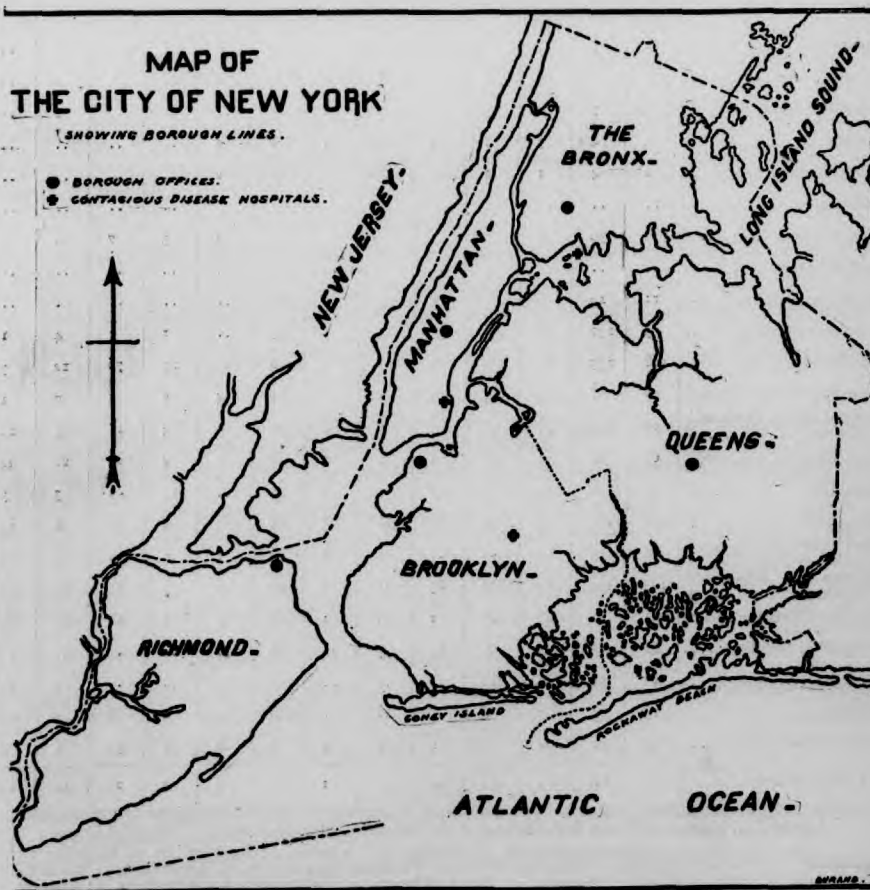 MAP OF
THE CITY OF NEW YORK
SHOWING BOROUGH LINES.
BOROUGH OFFICES.
CONTAGIOUS DISEASE HOSPITALS.
NEW JERSEY-
MANHATTAN-
THE
BRONX-
LONG ISLAND SOUND-
QUEENS-
BROOKLYN-
RICHMOND-
CONEY ISLAND
ROCKAWAY BEACH
ATLANTIC OCEAN-
DURAND.